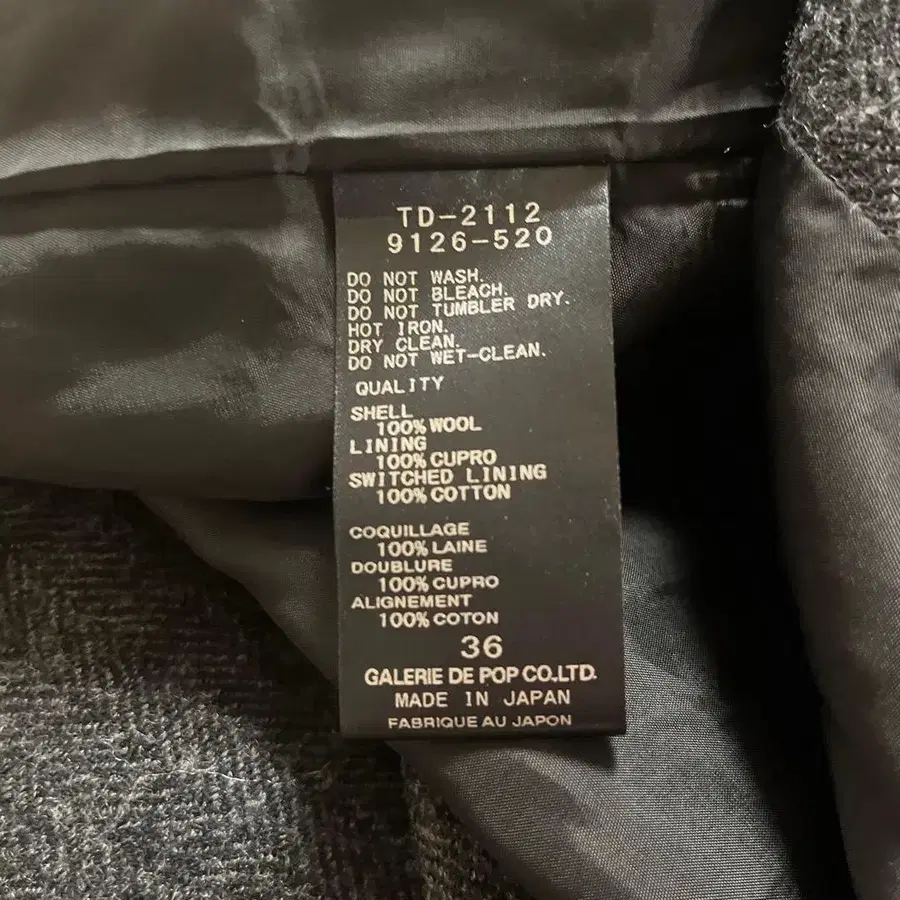 TD-2112
9126-520
DO NOT WASH.
DO NOT BLEACH.
DO NOT TUMBLER DRY.
HOT IRON.
DRY CLEAN.
DO NOT WET-CLEAN.
QUALITY
SHELL
100% WOOL
LINING
100% CUPRO
SWITCHED LINING
100% COTTON
COQUILLAGE
100% LAINE
DOUBLURE
100% CUPRO
ALIGNEMENT
100% COTON
36
GALERIE DE POP CO.LTD.
MADE IN JAPAN
FABRIQUE AU JAPON